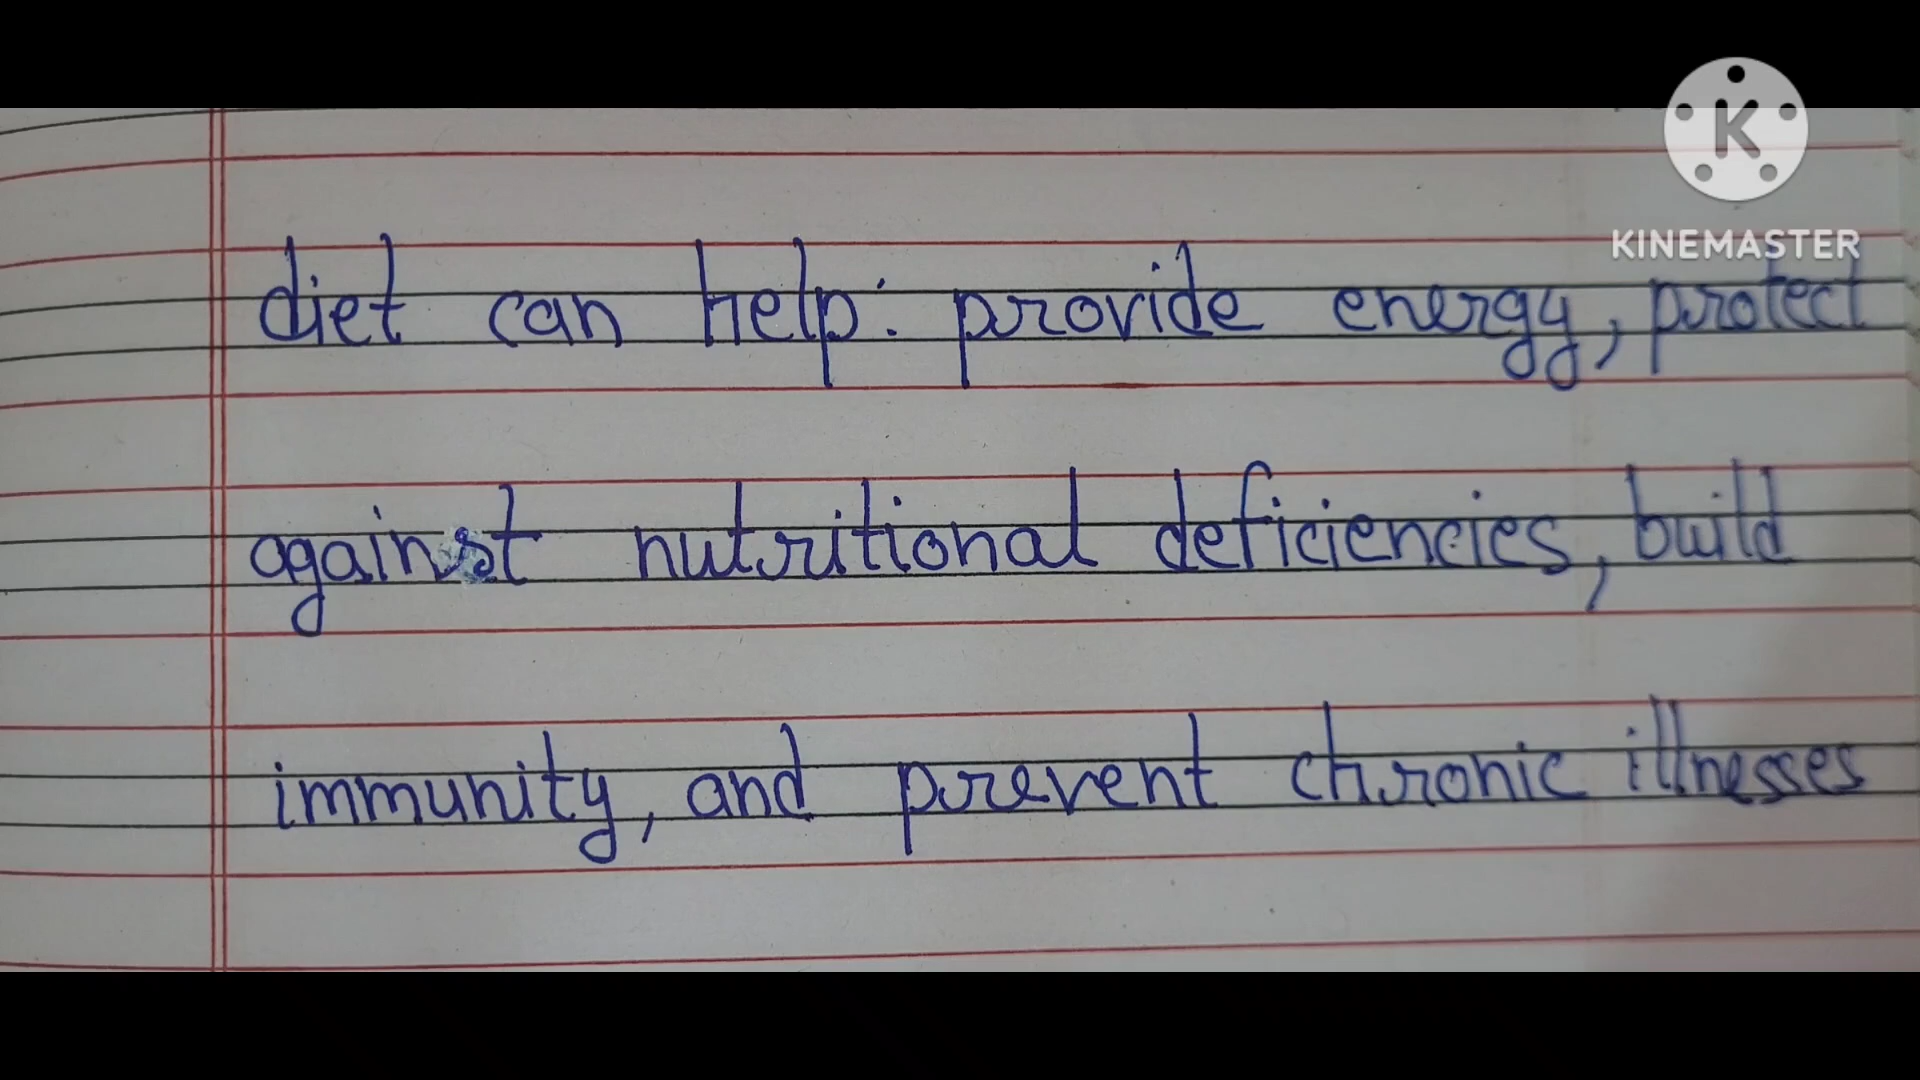 KINEMASTER
diet can help: provide energy, protect
against nutritional deficiencies, build
immunity, and prevent chronic illnesses